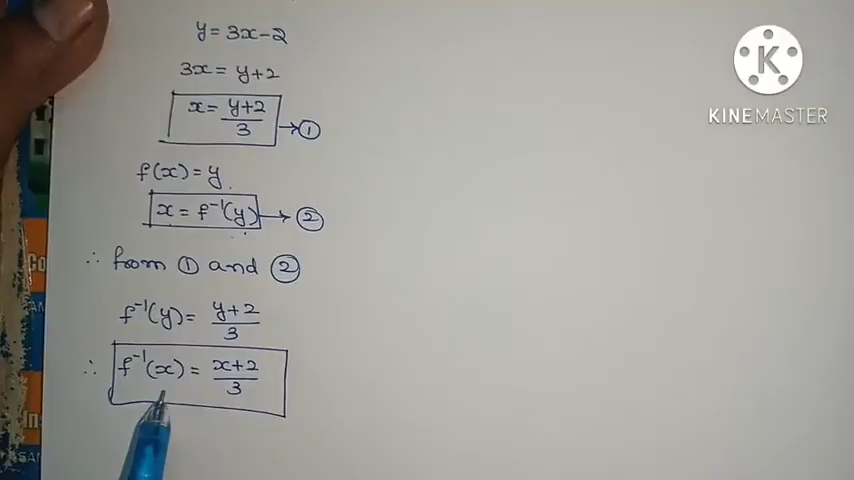 y = 3x-2
3x = y+2
x = y+2/3 → ①
f(x) = y
x = f⁻¹(y) → ②
∴ from ① and ②
f⁻¹(y) = y+2/3
∴ f⁻¹(x) = x+2/3
K
KINEMASTER